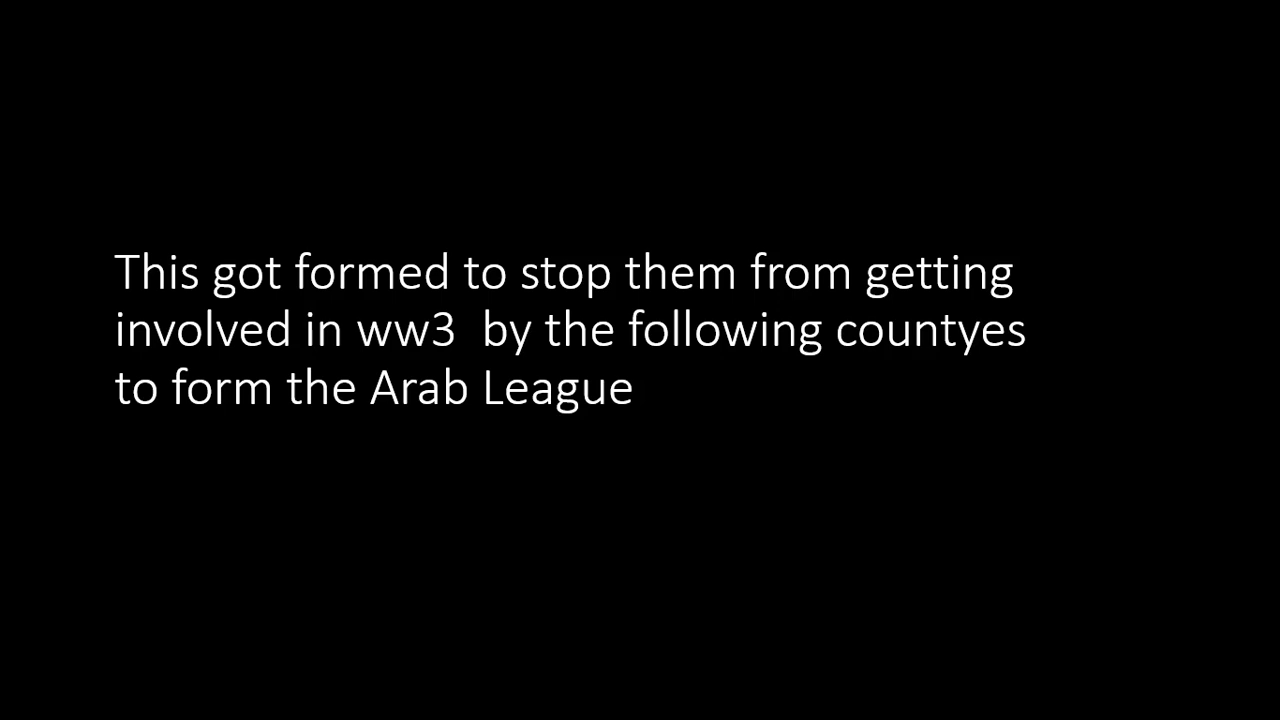 This got formed to stop them from getting
involved in ww3  by the following countyes
to form the Arab League